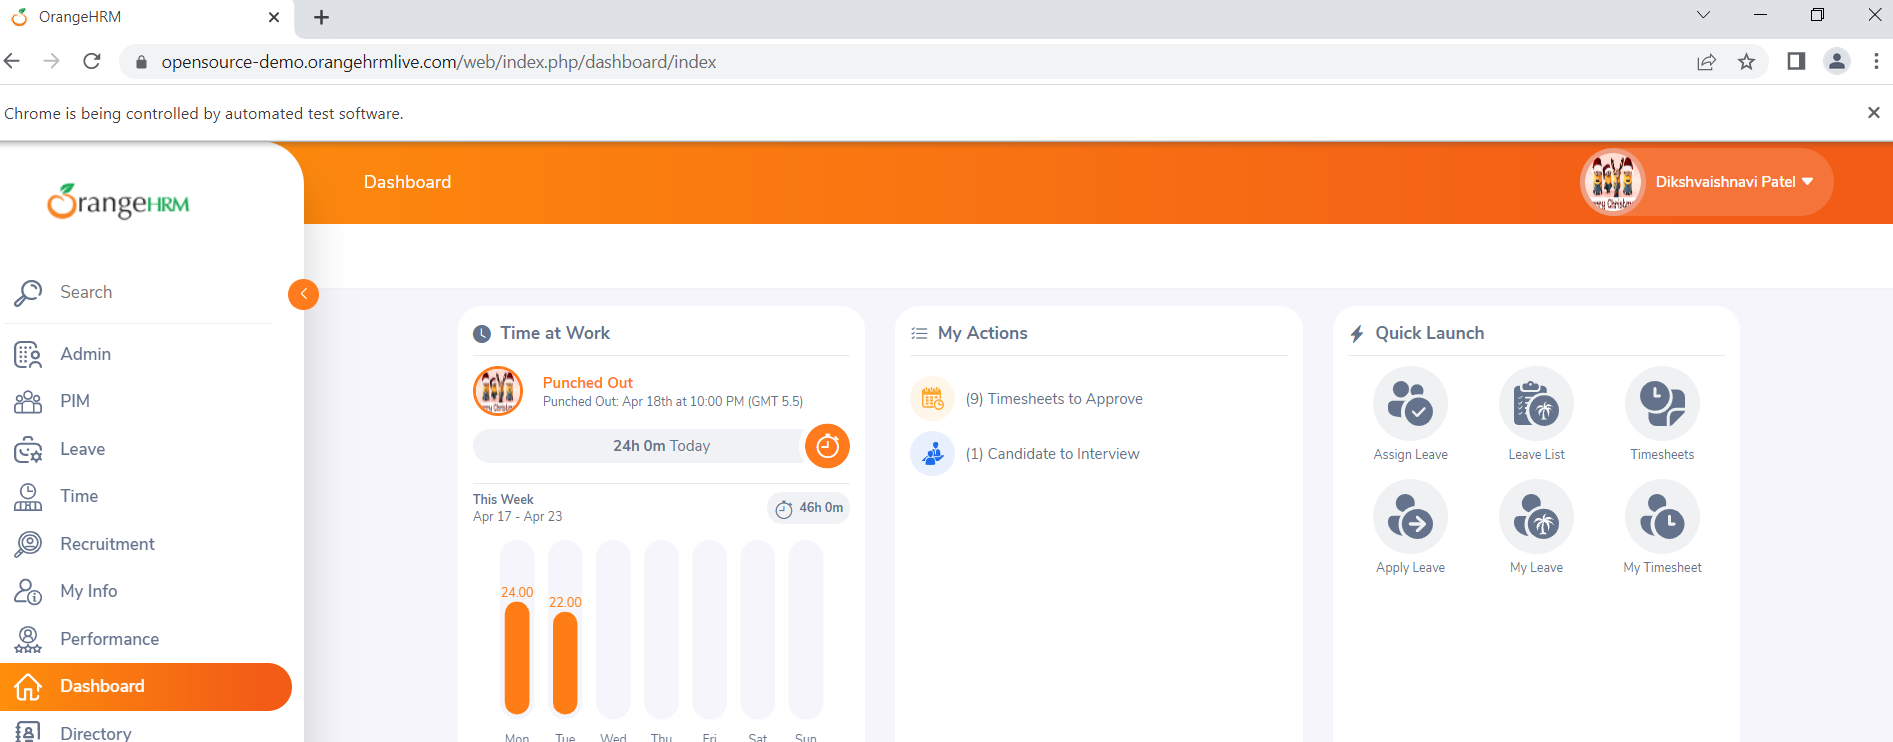 OrangeHRM
opensource-demo.orangehrmlive.com/web/index.php/dashboard/index
Chrome is being controlled by automated test software.
OrangeHRM
Dashboard
Dikshvaishnavi Patel
Search
Admin
PIM
Leave
Time
Recruitment
My Info
Performance
Dashboard
Directory
Time at Work
Punched Out
Punched Out: Apr 18th at 10:00 PM (GMT 5.5)
24h 0m Today
This Week
Apr 17 - Apr 23
46h 0m
24.00
22.00
Mon Tue Wed Thu Fri Sat Sun
My Actions
(9) Timesheets to Approve
(1) Candidate to Interview
Quick Launch
Assign Leave
Leave List
Timesheets
Apply Leave
My Leave
My Timesheet